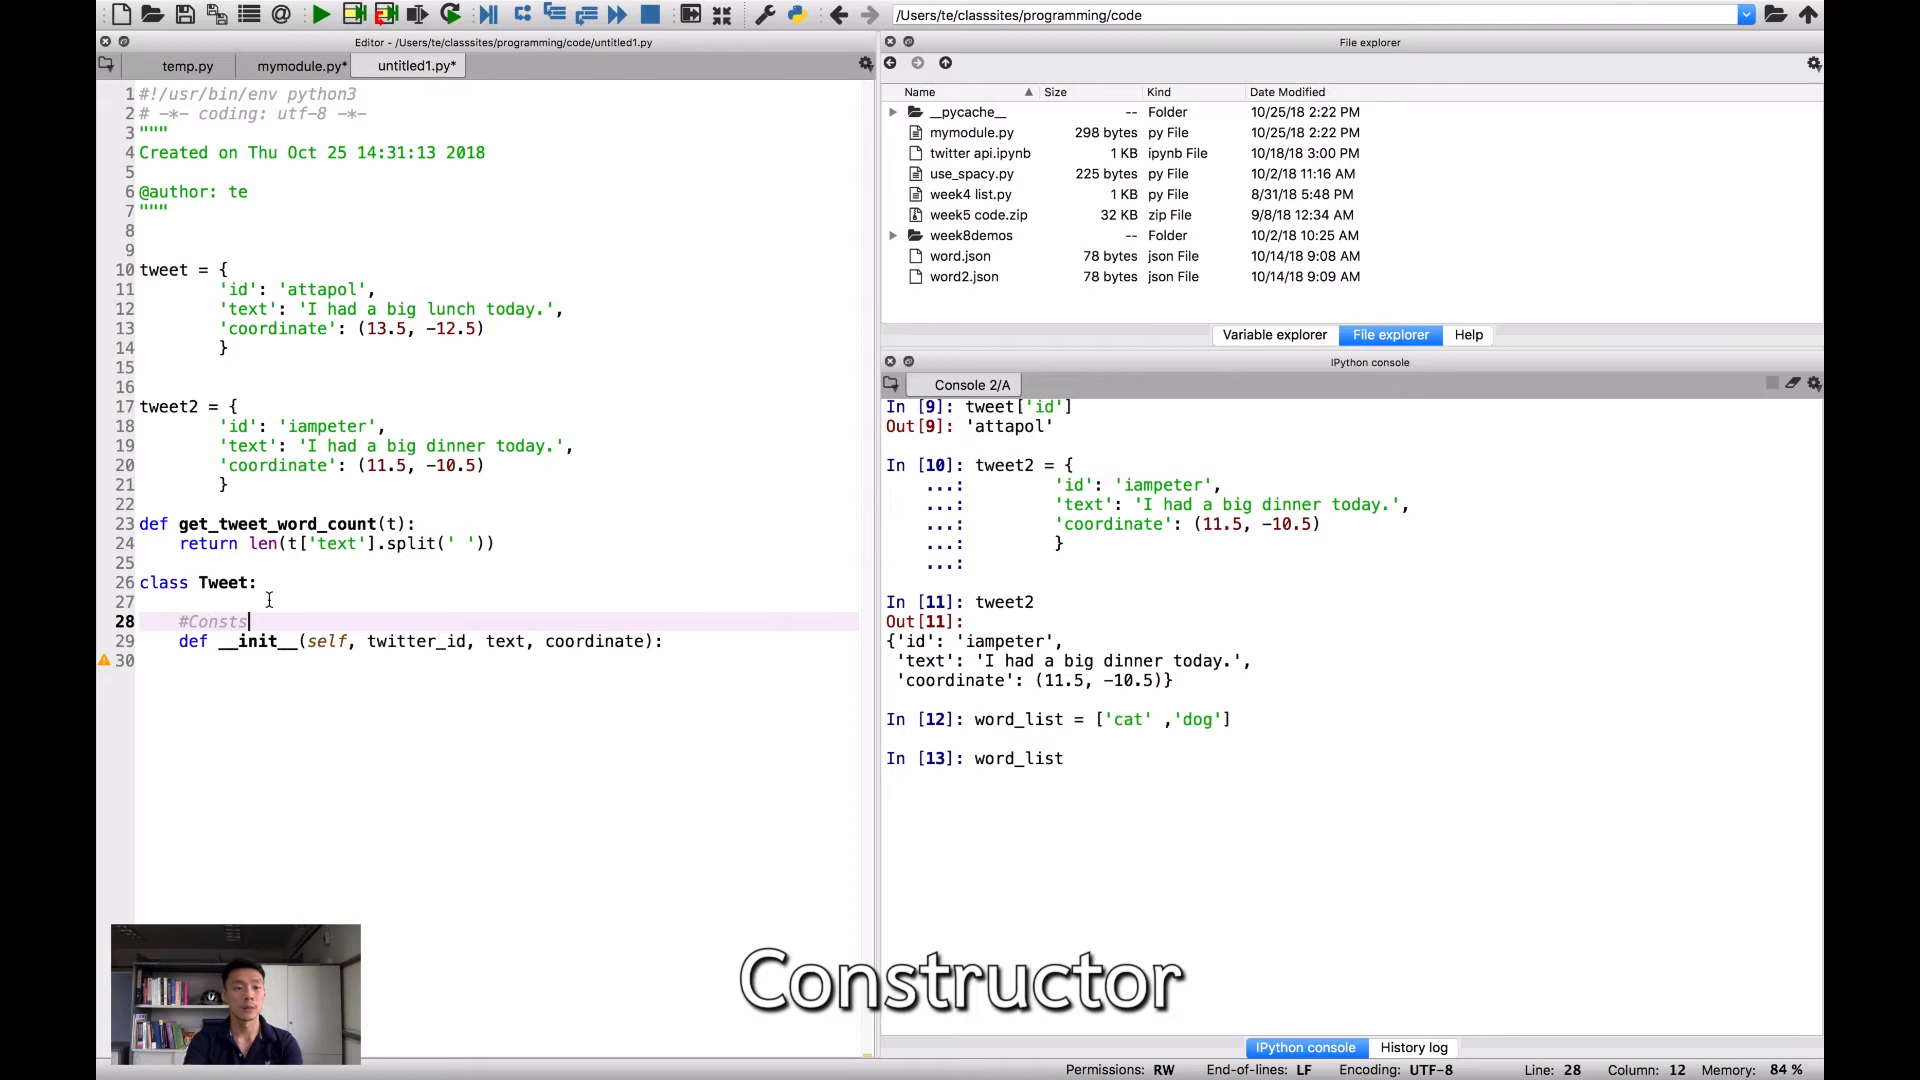 /Users/te/classsites/programming/code
Editor - /Users/te/classsites/programming/code/untitled1.py
temp.py
mymodule.py*
untitled1.py*
1 #!/usr/bin/env python3
2 # -*- coding: utf-8 -*-
3 """
4 Created on Thu Oct 25 14:31:13 2018
5
6 @author: te
7 """
8
9
10 tweet = {
11 'id': 'attapol',
12 'text': 'I had a big lunch today.',
13 'coordinate': (13.5, -12.5)
14 }
15
16
17 tweet2 = {
18 'id': 'iampeter',
19 'text': 'I had a big dinner today.',
20 'coordinate': (11.5, -10.5)
21 }
22
23 def get_tweet_word_count(t):
24 return len(t['text'].split(' '))
25
26 class Tweet:
27
28 #Consts
29 def __init__(self, twitter_id, text, coordinate):
30
File explorer
Name Size Kind Date Modified
__pycache__ -- Folder 10/25/18 2:22 PM
mymodule.py 298 bytes py File 10/25/18 2:22 PM
twitter api.ipynb 1 KB ipynb File 10/18/18 3:00 PM
use_spacy.py 225 bytes py File 10/2/18 11:16 AM
week4 list.py 1 KB py File 8/31/18 5:48 PM
week5 code.zip 32 KB zip File 9/8/18 12:34 AM
week8demos -- Folder 10/2/18 10:25 AM
word.json 78 bytes json File 10/14/18 9:08 AM
word2.json 78 bytes json File 10/14/18 9:09 AM
Variable explorer File explorer Help
IPython console
Console 2/A
In [9]: tweet['id']
Out[9]: 'attapol'
In [10]: tweet2 = {
...: 'id': 'iampeter',
...: 'text': 'I had a big dinner today.',
...: 'coordinate': (11.5, -10.5)
...: }
...:
In [11]: tweet2
Out[11]:
{'id': 'iampeter',
'text': 'I had a big dinner today.',
'coordinate': (11.5, -10.5)}
In [12]: word_list = ['cat' ,'dog']
In [13]: word_list
Constructor
IPython console History log
Permissions: RW End-of-lines: LF Encoding: UTF-8 Line: 28 Column: 12 Memory: 84 %